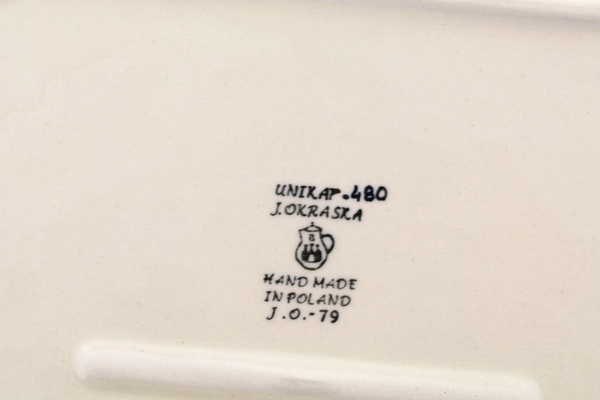 UNIKAT-480
J.OKRASKA
HAND MADE
IN POLAND
J.O.-79